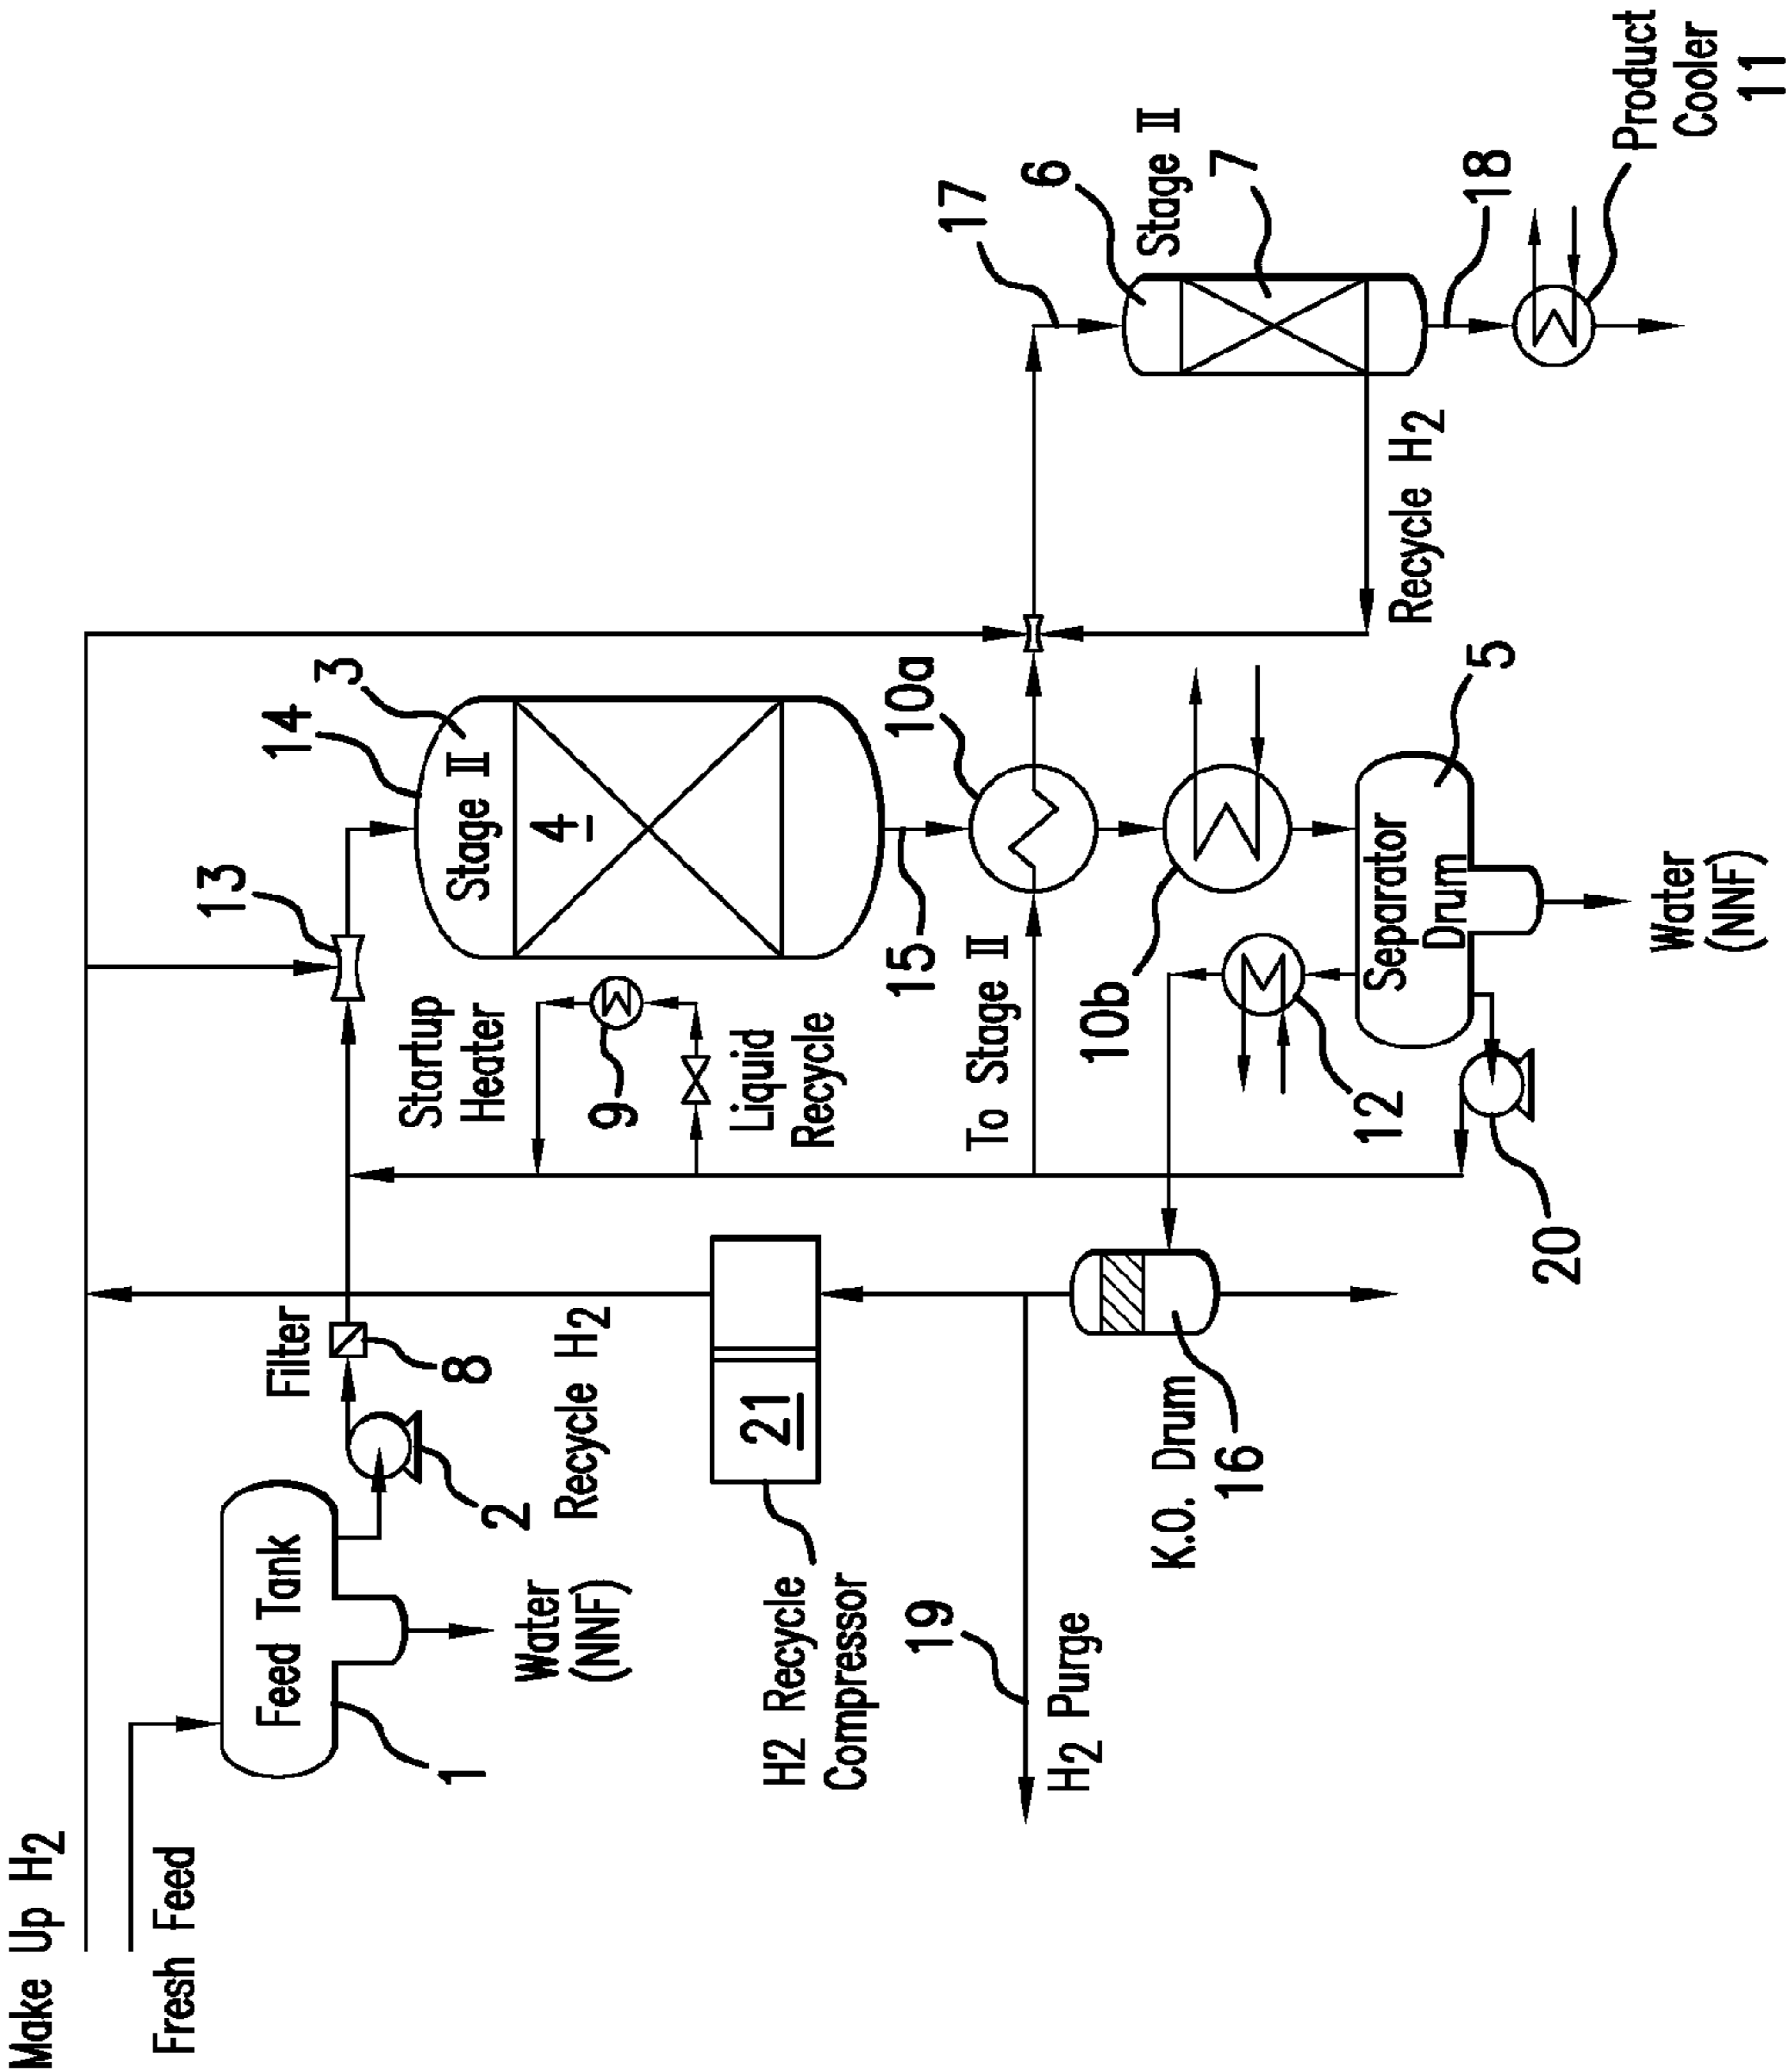 Make Up H2
Fresh Feed
Feed Tank
1
Water
(NNF)
2
Filter
8
Recycle H2
H2 Recycle
Compressor
21
19
H2 Purge
K.O. Drum
16
13
14
3
Stage II
4
Startup
Heater
9
Liquid
Recycle
15
10a
To Stage II
10b
12
20
Separator
Drum
5
Water
(NNF)
17
6
Stage II
7
Recycle H2
18
Product
Cooler
11